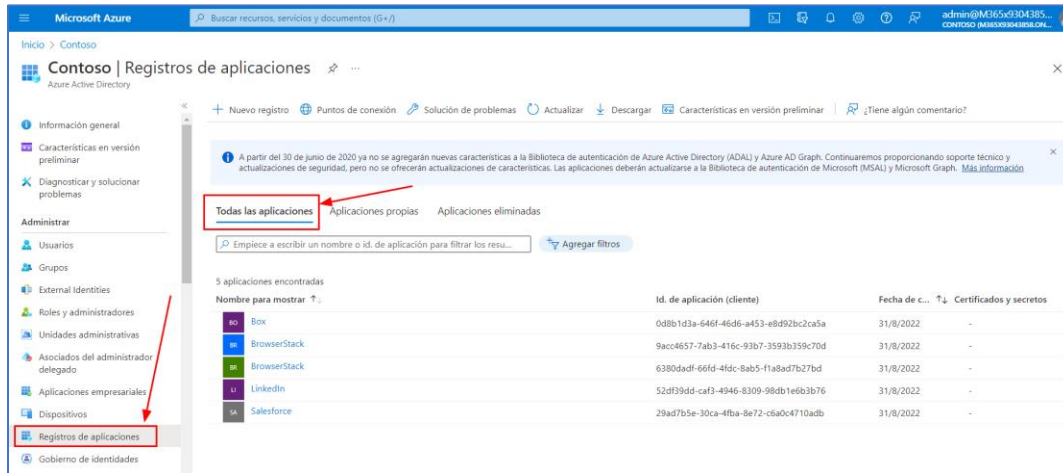 Microsoft Azure
Buscar recursos, servicios y documentos (G+/)
admin@M365x9304385...
CONTOSO (M365X93043858.ON...
Inicio > Contoso
Contoso | Registros de aplicaciones
Azure Active Directory
Nuevo registro Puntos de conexión Solución de problemas Actualizar Descargar Características en versión preliminar ¿Tiene algún comentario?
Información general
Características en versión
preliminar
Diagnosticar y solucionar
problemas
Administrar
Usuarios
Grupos
External Identities
Roles y administradores
Unidades administrativas
Asociados del administrador
delegado
Aplicaciones empresariales
Dispositivos
Registros de aplicaciones
Gobierno de identidades
A partir del 30 de junio de 2020 ya no se agregarán nuevas características a la Biblioteca de autenticación de Azure Active Directory (ADAL) y Azure AD Graph. Continuaremos proporcionando soporte técnico y
actualizaciones de seguridad, pero no se ofrecerán actualizaciones de características. Las aplicaciones deberán actualizarse a la Biblioteca de autenticación de Microsoft (MSAL) y Microsoft Graph. Más información
Todas las aplicaciones Aplicaciones propias Aplicaciones eliminadas
Empiece a escribir un nombre o id. de aplicación para filtrar los resu...
Agregar filtros
5 aplicaciones encontradas
Nombre para mostrar Id. de aplicación (cliente) Fecha de c... Certificados y secretos
BO Box 0d8b1d3a-646f-46d6-a453-e8d92bc2ca5a 31/8/2022 -
BR BrowserStack 9acc4657-7ab3-416c-93b7-3593b359c70d 31/8/2022 -
BR BrowserStack 6380dadf-66fd-4fdc-8ab5-f1a8ad7b27bd 31/8/2022 -
LI LinkedIn 52df39dd-caf3-4946-8309-98db1e6b3b76 31/8/2022 -
SA Salesforce 29ad7b5e-30ca-4fba-8e72-c6a0c4710adb 31/8/2022 -